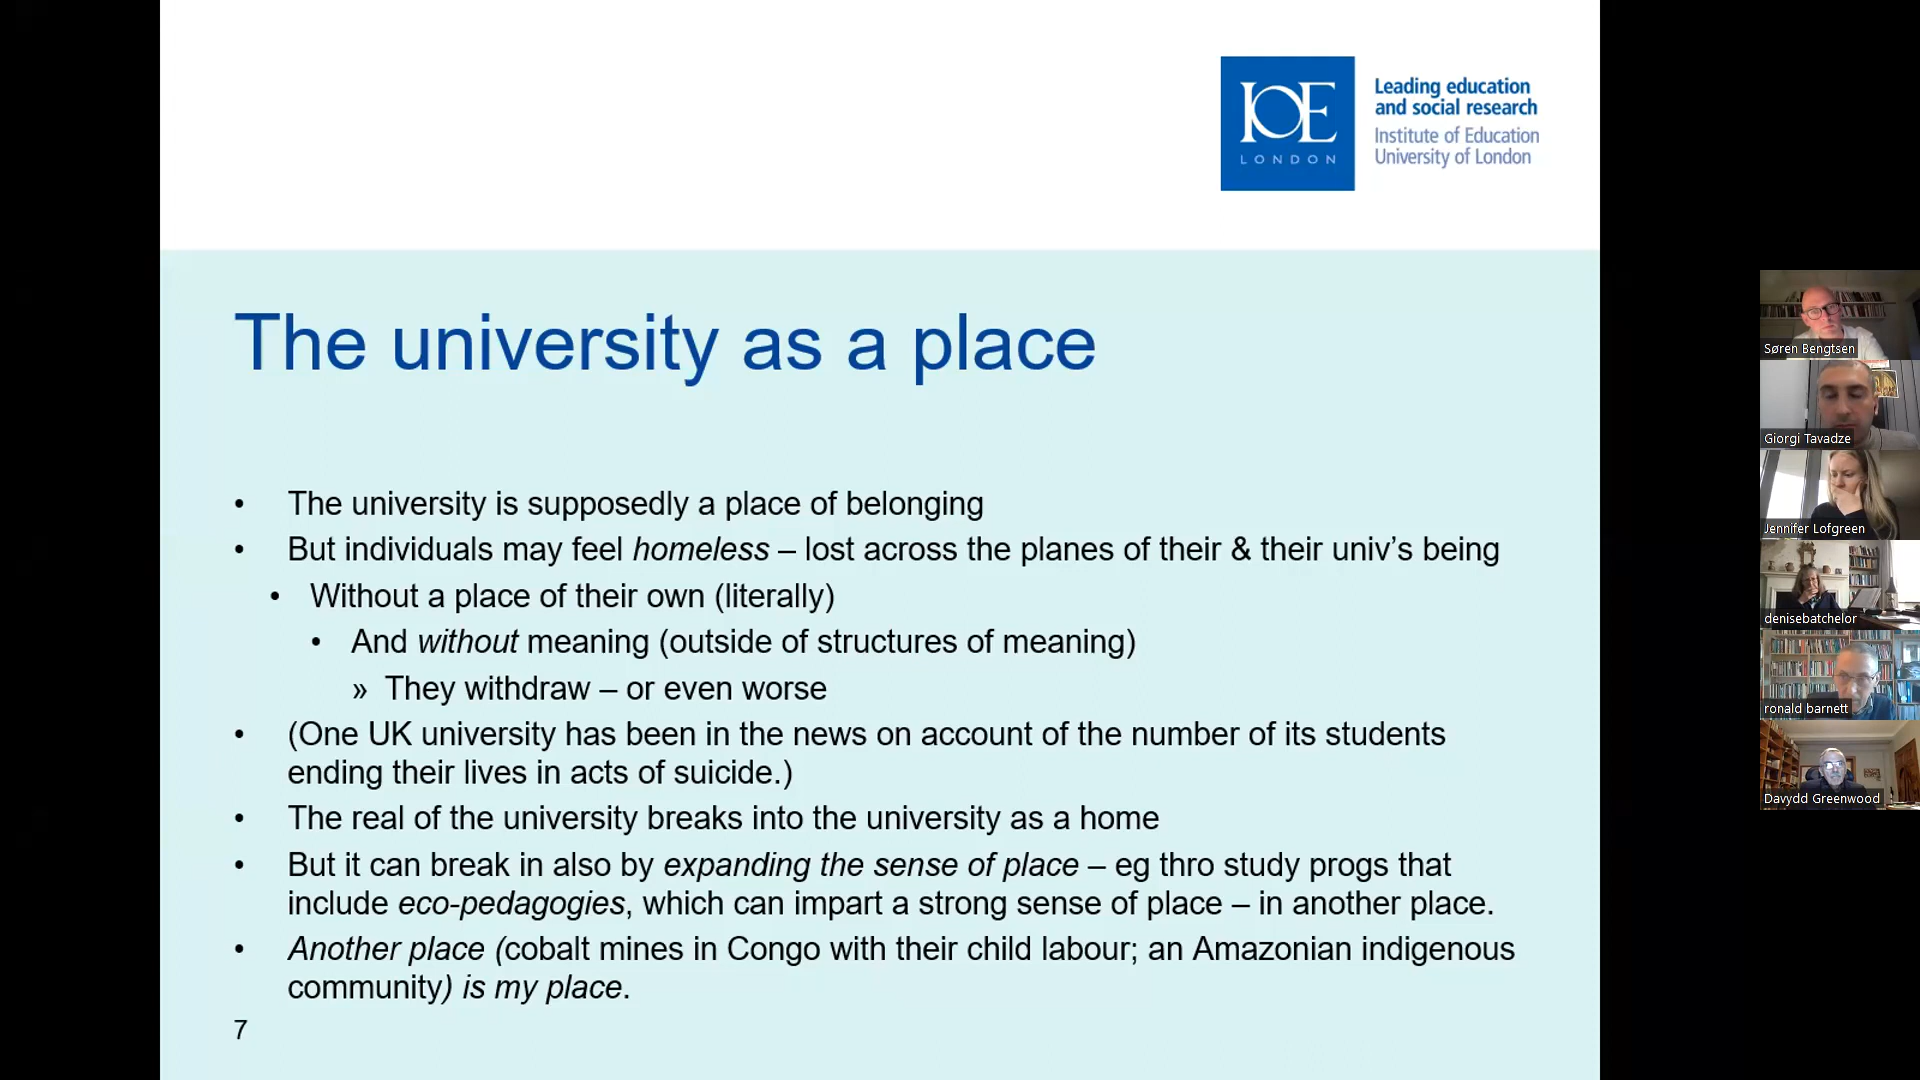 IOE
LONDON
Leading education
and social research
Institute of Education
University of London
The university as a place
• The university is supposedly a place of belonging
• But individuals may feel homeless – lost across the planes of their & their univ’s being
• Without a place of their own (literally)
• And without meaning (outside of structures of meaning)
» They withdraw – or even worse
• (One UK university has been in the news on account of the number of its students
ending their lives in acts of suicide.)
• The real of the university breaks into the university as a home
• But it can break in also by expanding the sense of place – eg thro study progs that
include eco-pedagogies, which can impart a strong sense of place – in another place.
• Another place (cobalt mines in Congo with their child labour; an Amazonian indigenous
community) is my place.
7
Søren Bengtsen
Giorgi Tavadze
Jennifer Lofgreen
denisebatchelor
ronald barnett
Davydd Greenwood